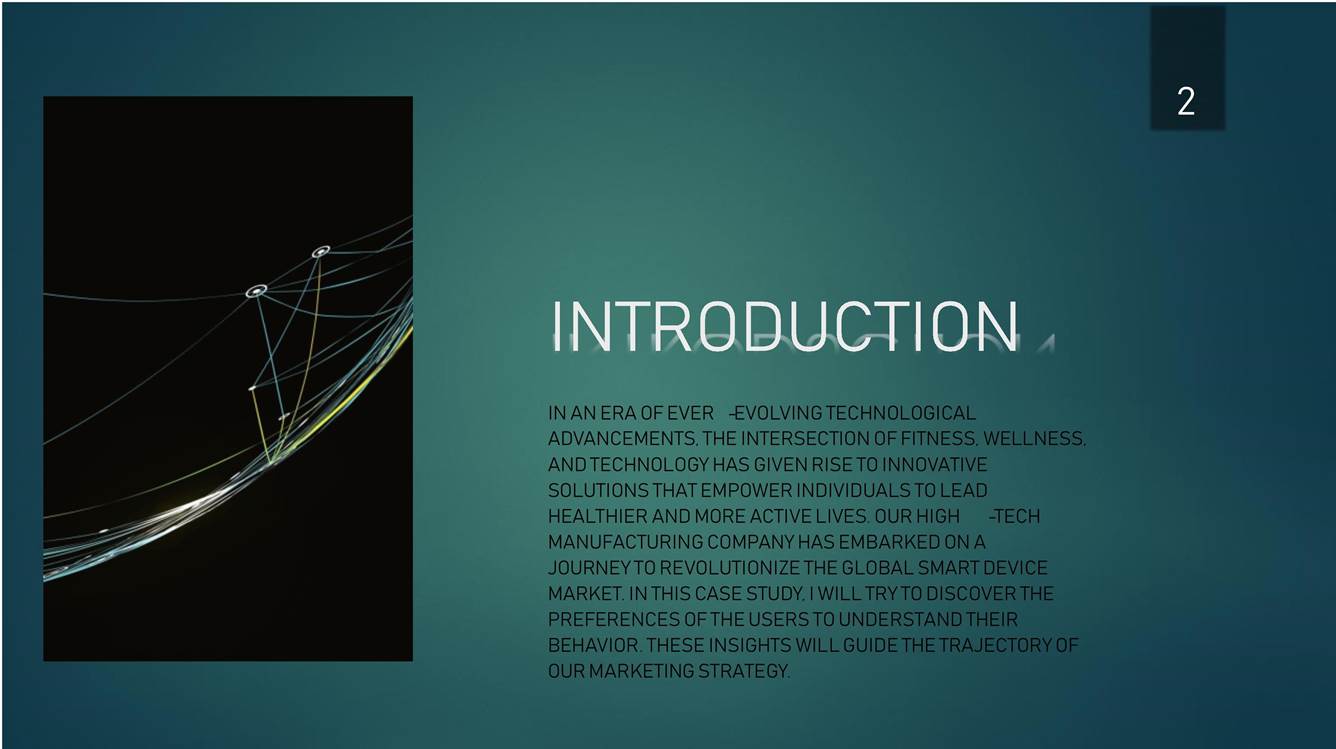 2
INTRODUCTION
IN AN ERA OF EVER -EVOLVING TECHNOLOGICAL
ADVANCEMENTS, THE INTERSECTION OF FITNESS, WELLNESS,
AND TECHNOLOGY HAS GIVEN RISE TO INNOVATIVE
SOLUTIONS THAT EMPOWER INDIVIDUALS TO LEAD
HEALTHIER AND MORE ACTIVE LIVES. OUR HIGH -TECH
MANUFACTURING COMPANY HAS EMBARKED ON A
JOURNEY TO REVOLUTIONIZE THE GLOBAL SMART DEVICE
MARKET. IN THIS CASE STUDY, I WILL TRY TO DISCOVER THE
PREFERENCES OF THE USERS TO UNDERSTAND THEIR
BEHAVIOR. THESE INSIGHTS WILL GUIDE THE TRAJECTORY OF
OUR MARKETING STRATEGY.